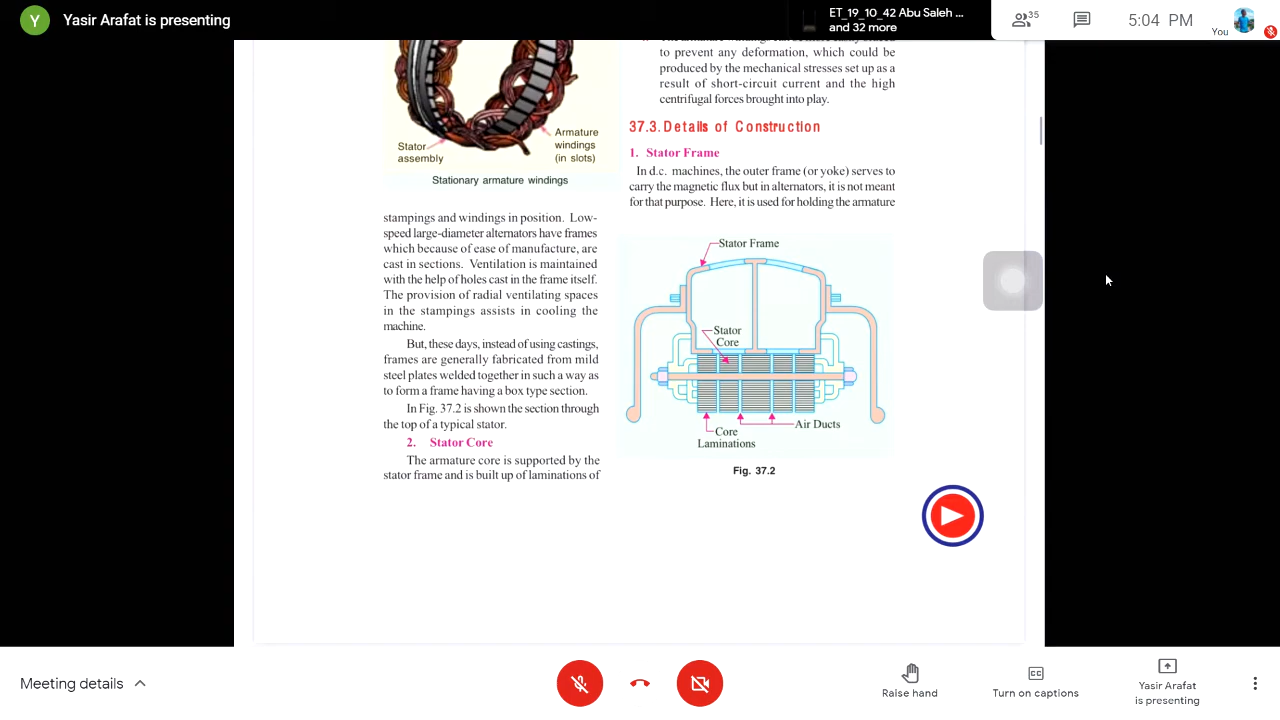 Y
Yasir Arafat is presenting
ET_19_10_42 Abu Saleh ...
and 32 more
35
You
5:04 PM
to prevent any deformation, which could be
produced by the mechanical stresses set up as a
result of short-circuit current and the high
centrifugal forces brought into play.
37.3. Details of Construction
1. Stator Frame
In d.c. machines, the outer frame (or yoke) serves to
carry the magnetic flux but in alternators, it is not meant
for that purpose. Here, it is used for holding the armature
Stator
assembly
Armature
windings
(in slots)
Stationary armature windings
stampings and windings in position. Low-
speed large-diameter alternators have frames
which because of ease of manufacture, are
cast in sections. Ventilation is maintained
with the help of holes cast in the frame itself.
The provision of radial ventilating spaces
in the stampings assists in cooling the
machine.
But, these days, instead of using castings,
frames are generally fabricated from mild
steel plates welded together in such a way as
to form a frame having a box type section.
In Fig. 37.2 is shown the section through
the top of a typical stator.
2. Stator Core
The armature core is supported by the
stator frame and is built up of laminations of
Stator Frame
Stator
Core
Air Ducts
Core
Laminations
Fig. 37.2
Meeting details
Raise hand
Turn on captions
Yasir Arafat
is presenting